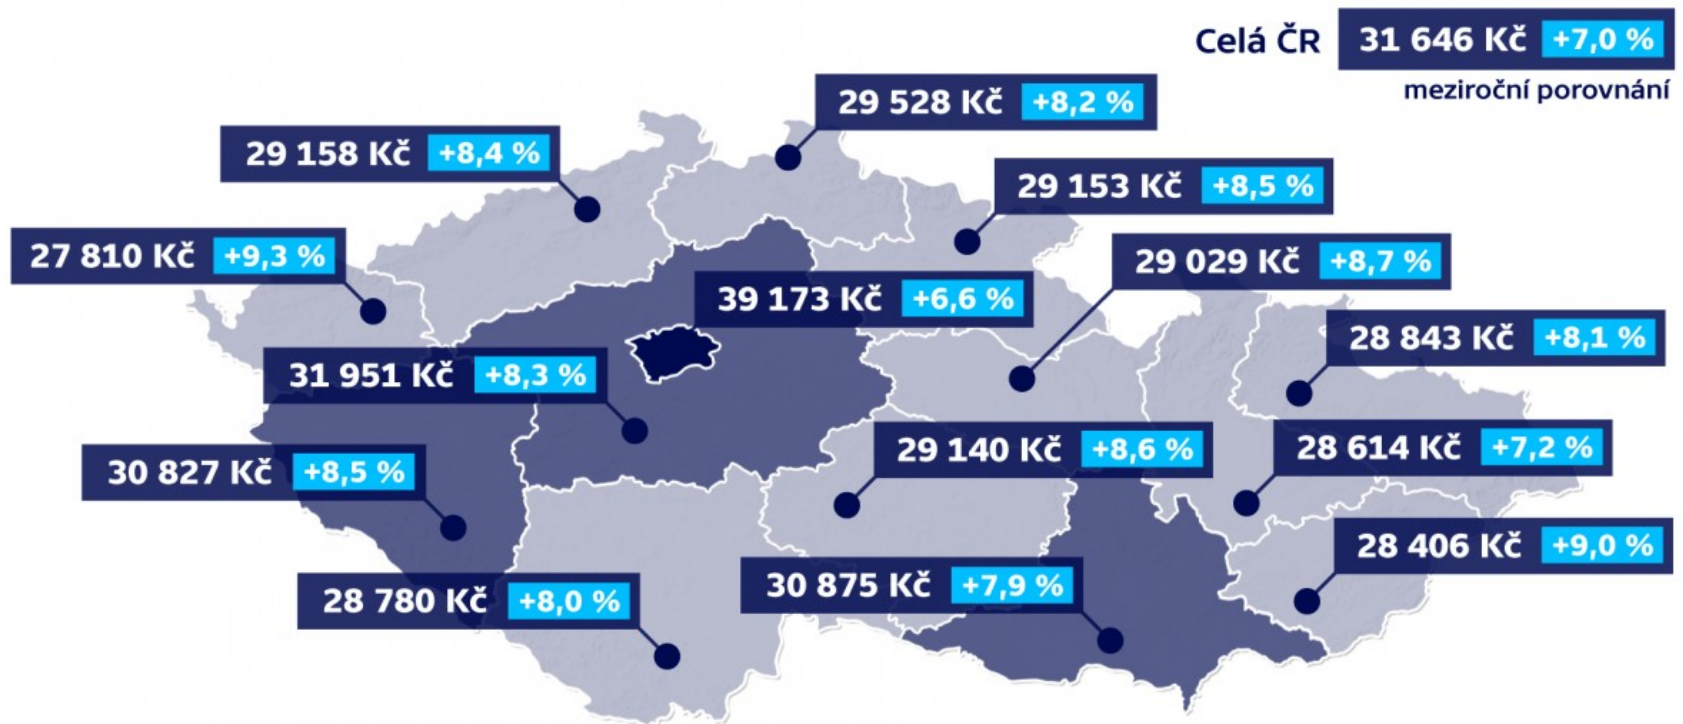 Celá ČR 31 646 Kč +7,0 %
meziroční porovnání
29 528 Kč +8,2 %
29 158 Kč +8,4 %
29 153 Kč +8,5 %
27 810 Kč +9,3 %
29 029 Kč +8,7 %
39 173 Kč +6,6 %
28 843 Kč +8,1 %
31 951 Kč +8,3 %
29 140 Kč +8,6 %
28 614 Kč +7,2 %
30 827 Kč +8,5 %
28 406 Kč +9,0 %
30 875 Kč +7,9 %
28 780 Kč +8,0 %